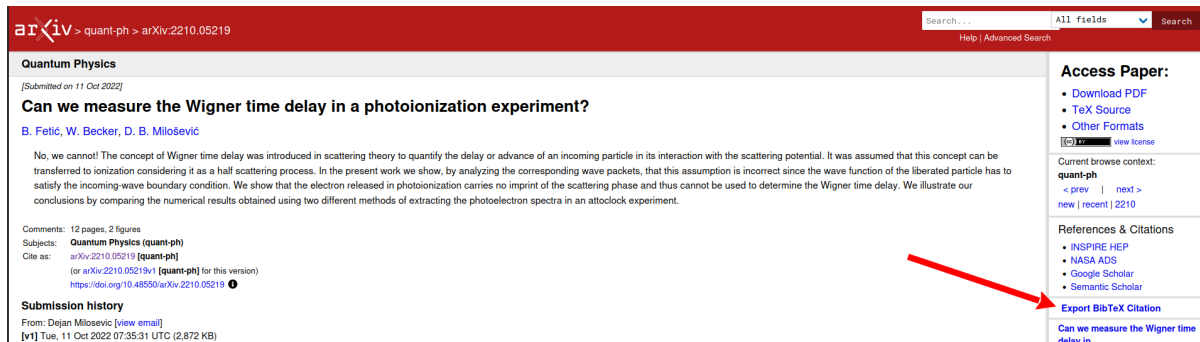 arXiv > quant-ph > arXiv:2210.05219
Search...
All fields
Search
Help | Advanced Search
Quantum Physics
[Submitted on 11 Oct 2022]
Can we measure the Wigner time delay in a photoionization experiment?
B. Fetić, W. Becker, D. B. Milošević
No, we cannot! The concept of Wigner time delay was introduced in scattering theory to quantify the delay or advance of an incoming particle in its interaction with the scattering potential. It was assumed that this concept can be
transferred to ionization considering it as a half scattering process. In the present work we show, by analyzing the corresponding wave packets, that this assumption is incorrect since the wave function of the liberated particle has to
satisfy the incoming-wave boundary condition. We show that the electron released in photoionization carries no imprint of the scattering phase and thus cannot be used to determine the Wigner time delay. We illustrate our
conclusions by comparing the numerical results obtained using two different methods of extracting the photoelectron spectra in an attoclock experiment.
Comments: 12 pages, 2 figures
Subjects: Quantum Physics (quant-ph)
Cite as: arXiv:2210.05219 [quant-ph]
(or arXiv:2210.05219v1 [quant-ph] for this version)
https://doi.org/10.48550/arXiv.2210.05219
Submission history
From: Dejan Milosevic [view email]
[v1] Tue, 11 Oct 2022 07:35:31 UTC (2,872 KB)
Access Paper:
Download PDF
TeX Source
Other Formats
(cc) BY view license
Current browse context:
quant-ph
< prev | next >
new | recent | 2210
References & Citations
INSPIRE HEP
NASA ADS
Google Scholar
Semantic Scholar
Export BibTeX Citation
Can we measure the Wigner time
delay in